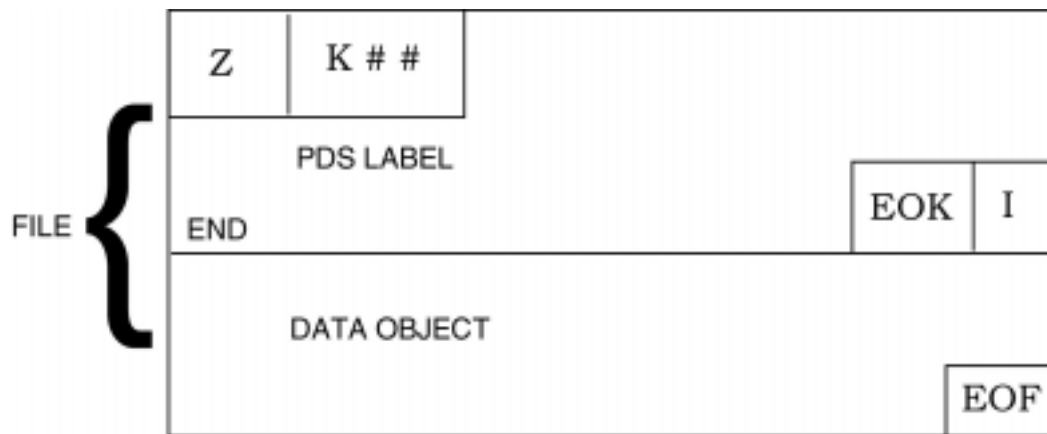 Z K # #
PDS LABEL
EOK I
FILE END
DATA OBJECT
EOF